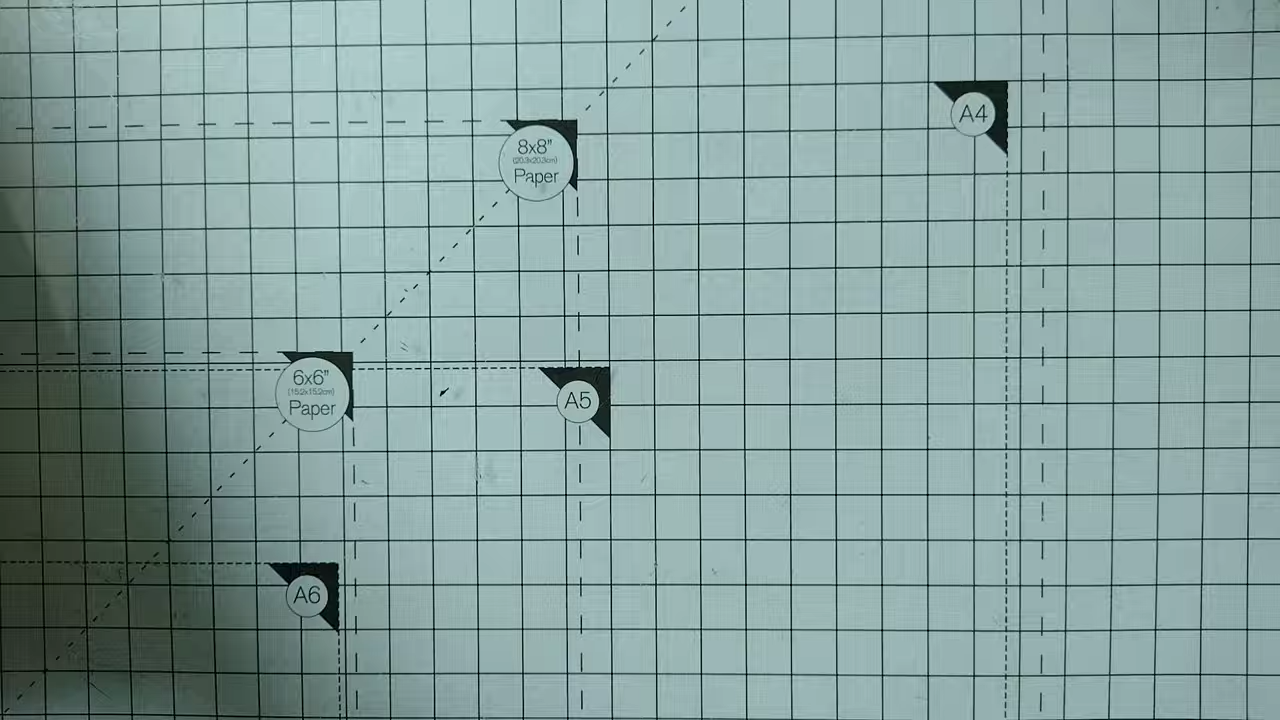 A4
8x8"
(20.3x20.3cm)
Paper
6x6"
(15.2x15.2cm)
Paper
A5
A6